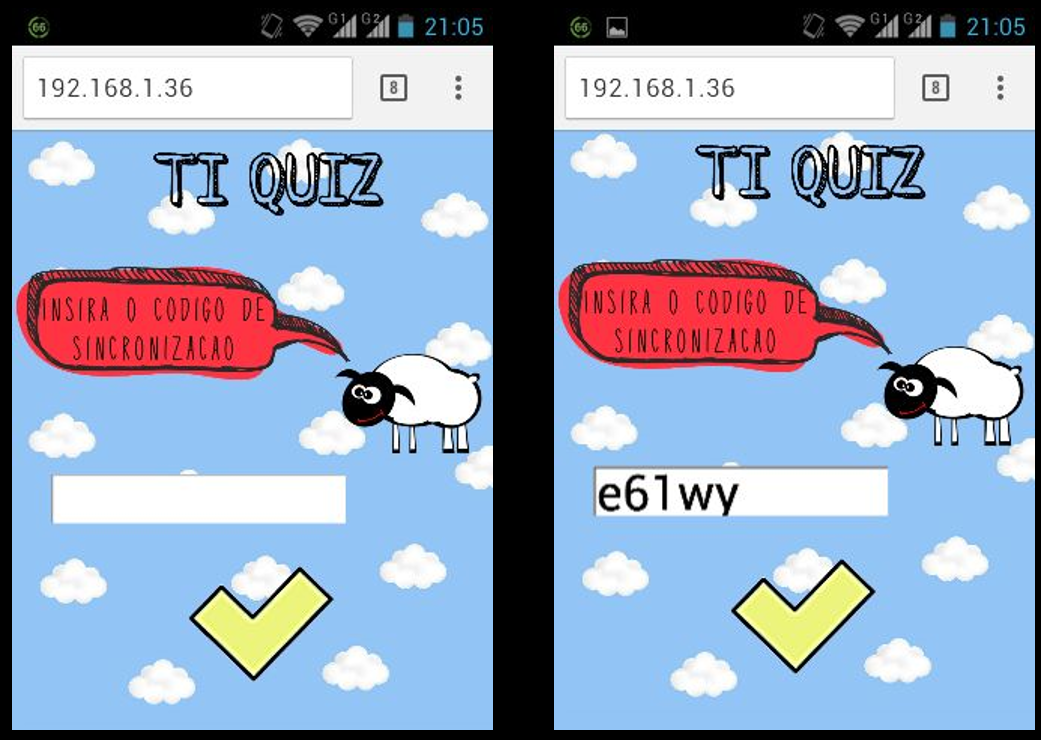 66 G1 G2 21:05
192.168.1.36 8
TI QUIZ
INSIRA O CODIGO DE
SINCRONIZACAO
66 G1 G2 21:05
192.168.1.36 8
TI QUIZ
INSIRA O CODIGO DE
SINCRONIZACAO
e61wy